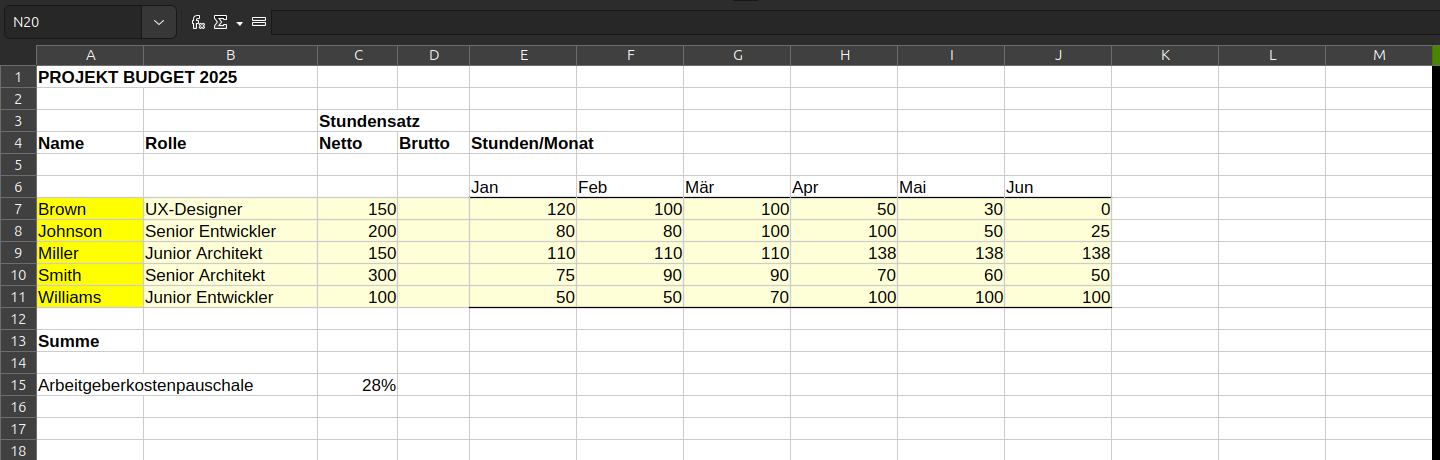 N20
A B C D E F G H I J K L M
1 PROJEKT BUDGET 2025
2
3 Stundensatz
4 Name Rolle Netto Brutto Stunden/Monat
5
6 Jan Feb Mär Apr Mai Jun
7 Brown UX-Designer 150 120 100 100 50 30 0
8 Johnson Senior Entwickler 200 80 80 100 100 50 25
9 Miller Junior Architekt 150 110 110 110 138 138 138
10 Smith Senior Architekt 300 75 90 90 70 60 50
11 Williams Junior Entwickler 100 50 50 70 100 100 100
12
13 Summe
14
15 Arbeitgeberkostenpauschale 28%
16
17
18